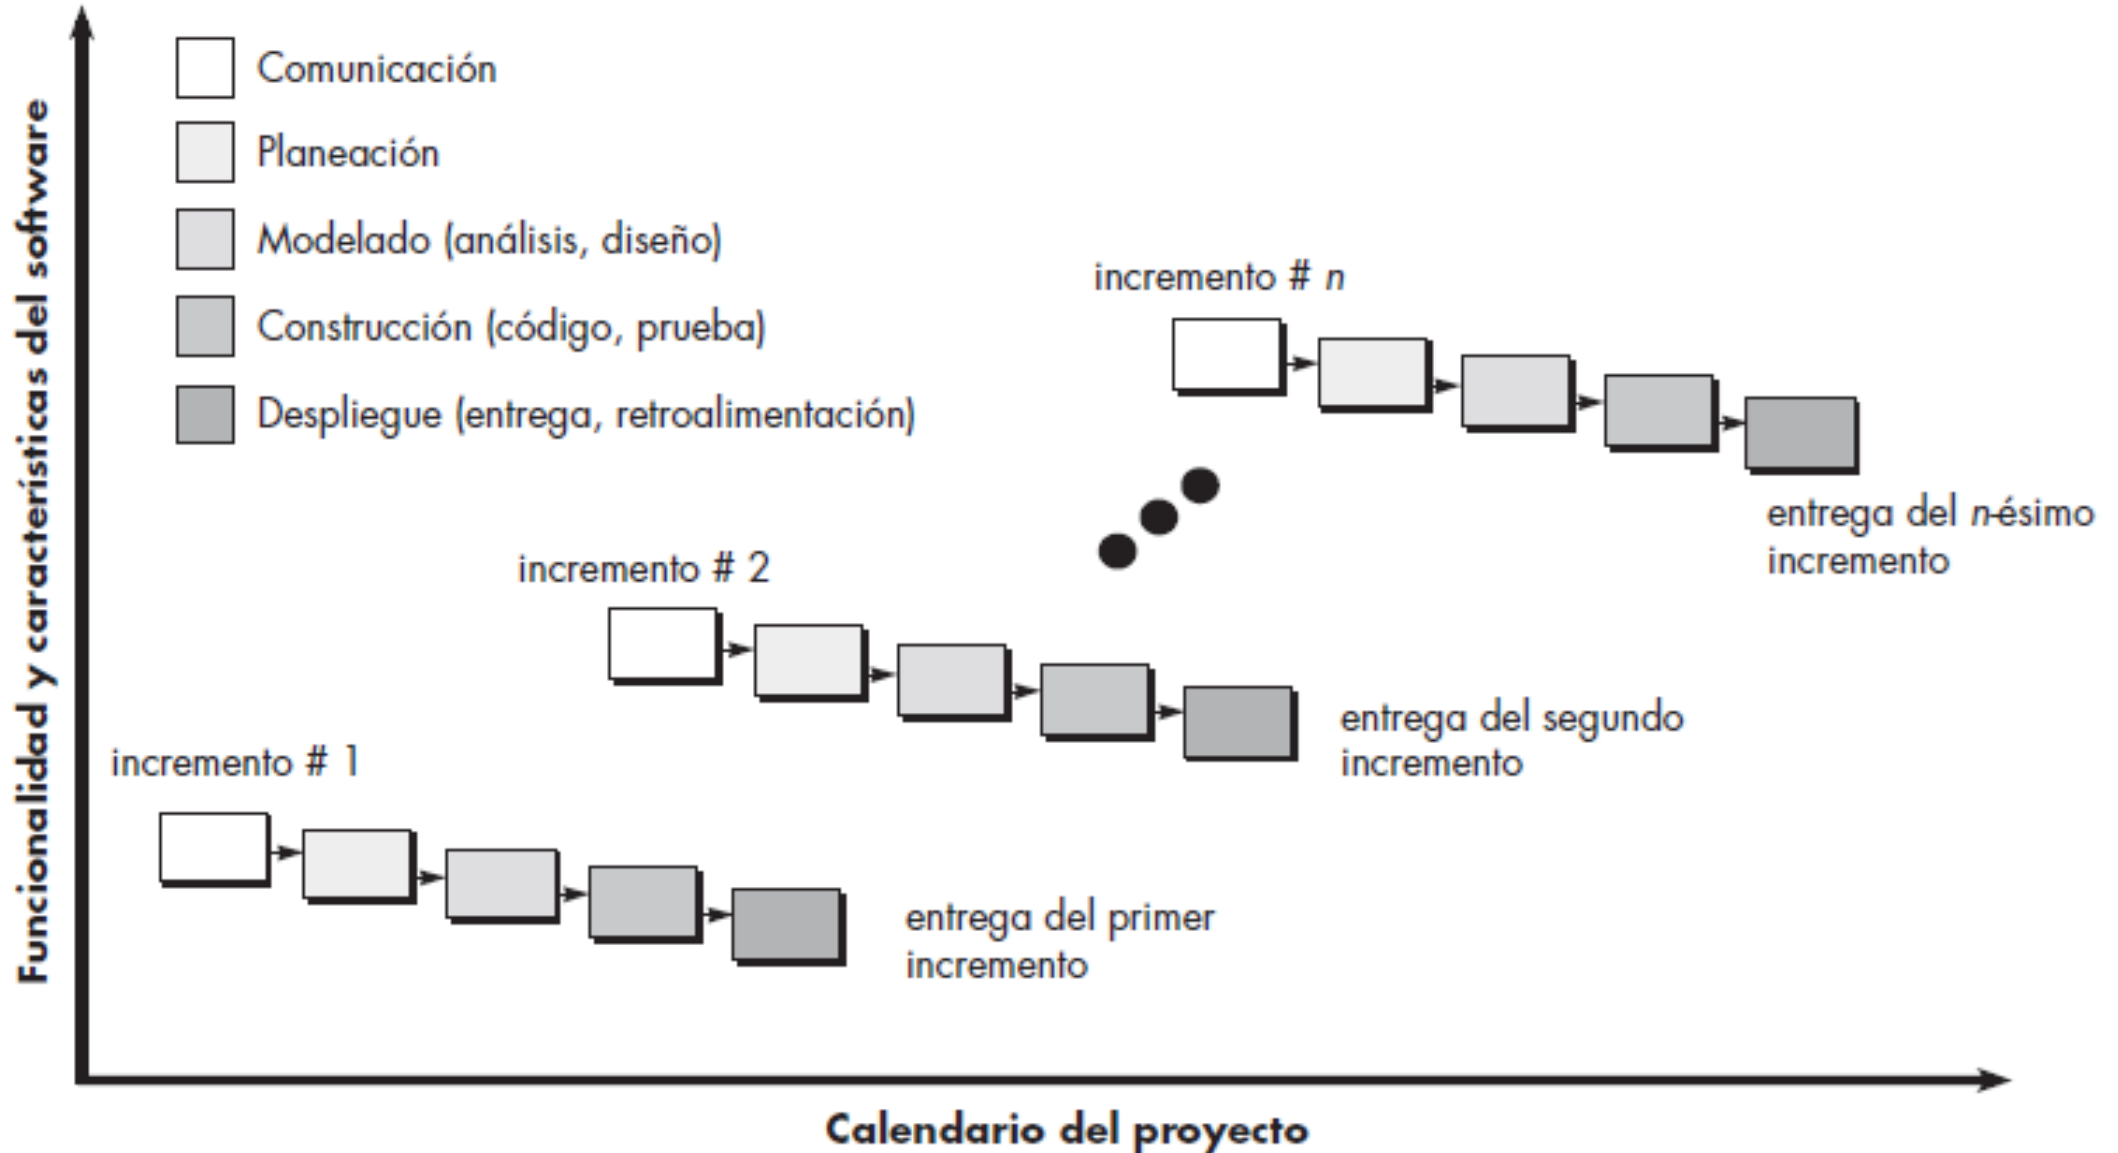 Funcionalidad y características del software
Comunicación
Planeación
Modelado (análisis, diseño)
Construcción (código, prueba)
Despliegue (entrega, retroalimentación)
incremento # n
entrega del n-ésimo
incremento
incremento # 2
entrega del segundo
incremento
incremento # 1
entrega del primer
incremento
Calendario del proyecto